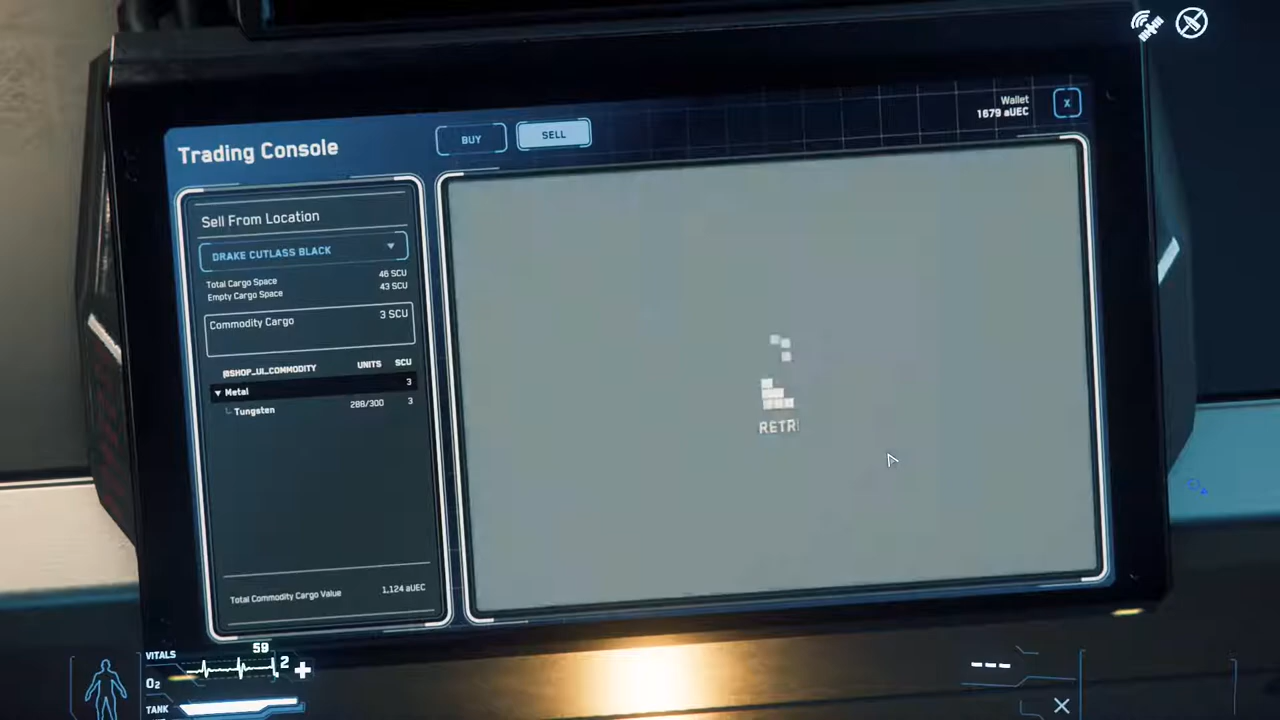 Trading Console
BUY
SELL
Wallet
1679 aUEC
x
Sell From Location
DRAKE CUTLASS BLACK
Total Cargo Space 46 SCU
Empty Cargo Space 43 SCU
Commodity Cargo 3 SCU
@SHOP_UI_COMMODITY UNITS SCU
Metal 3
Tungsten 288/300 3
Total Commodity Cargo Value 1,124 aUEC
RETRI
VITALS 59
2
O2
TANK